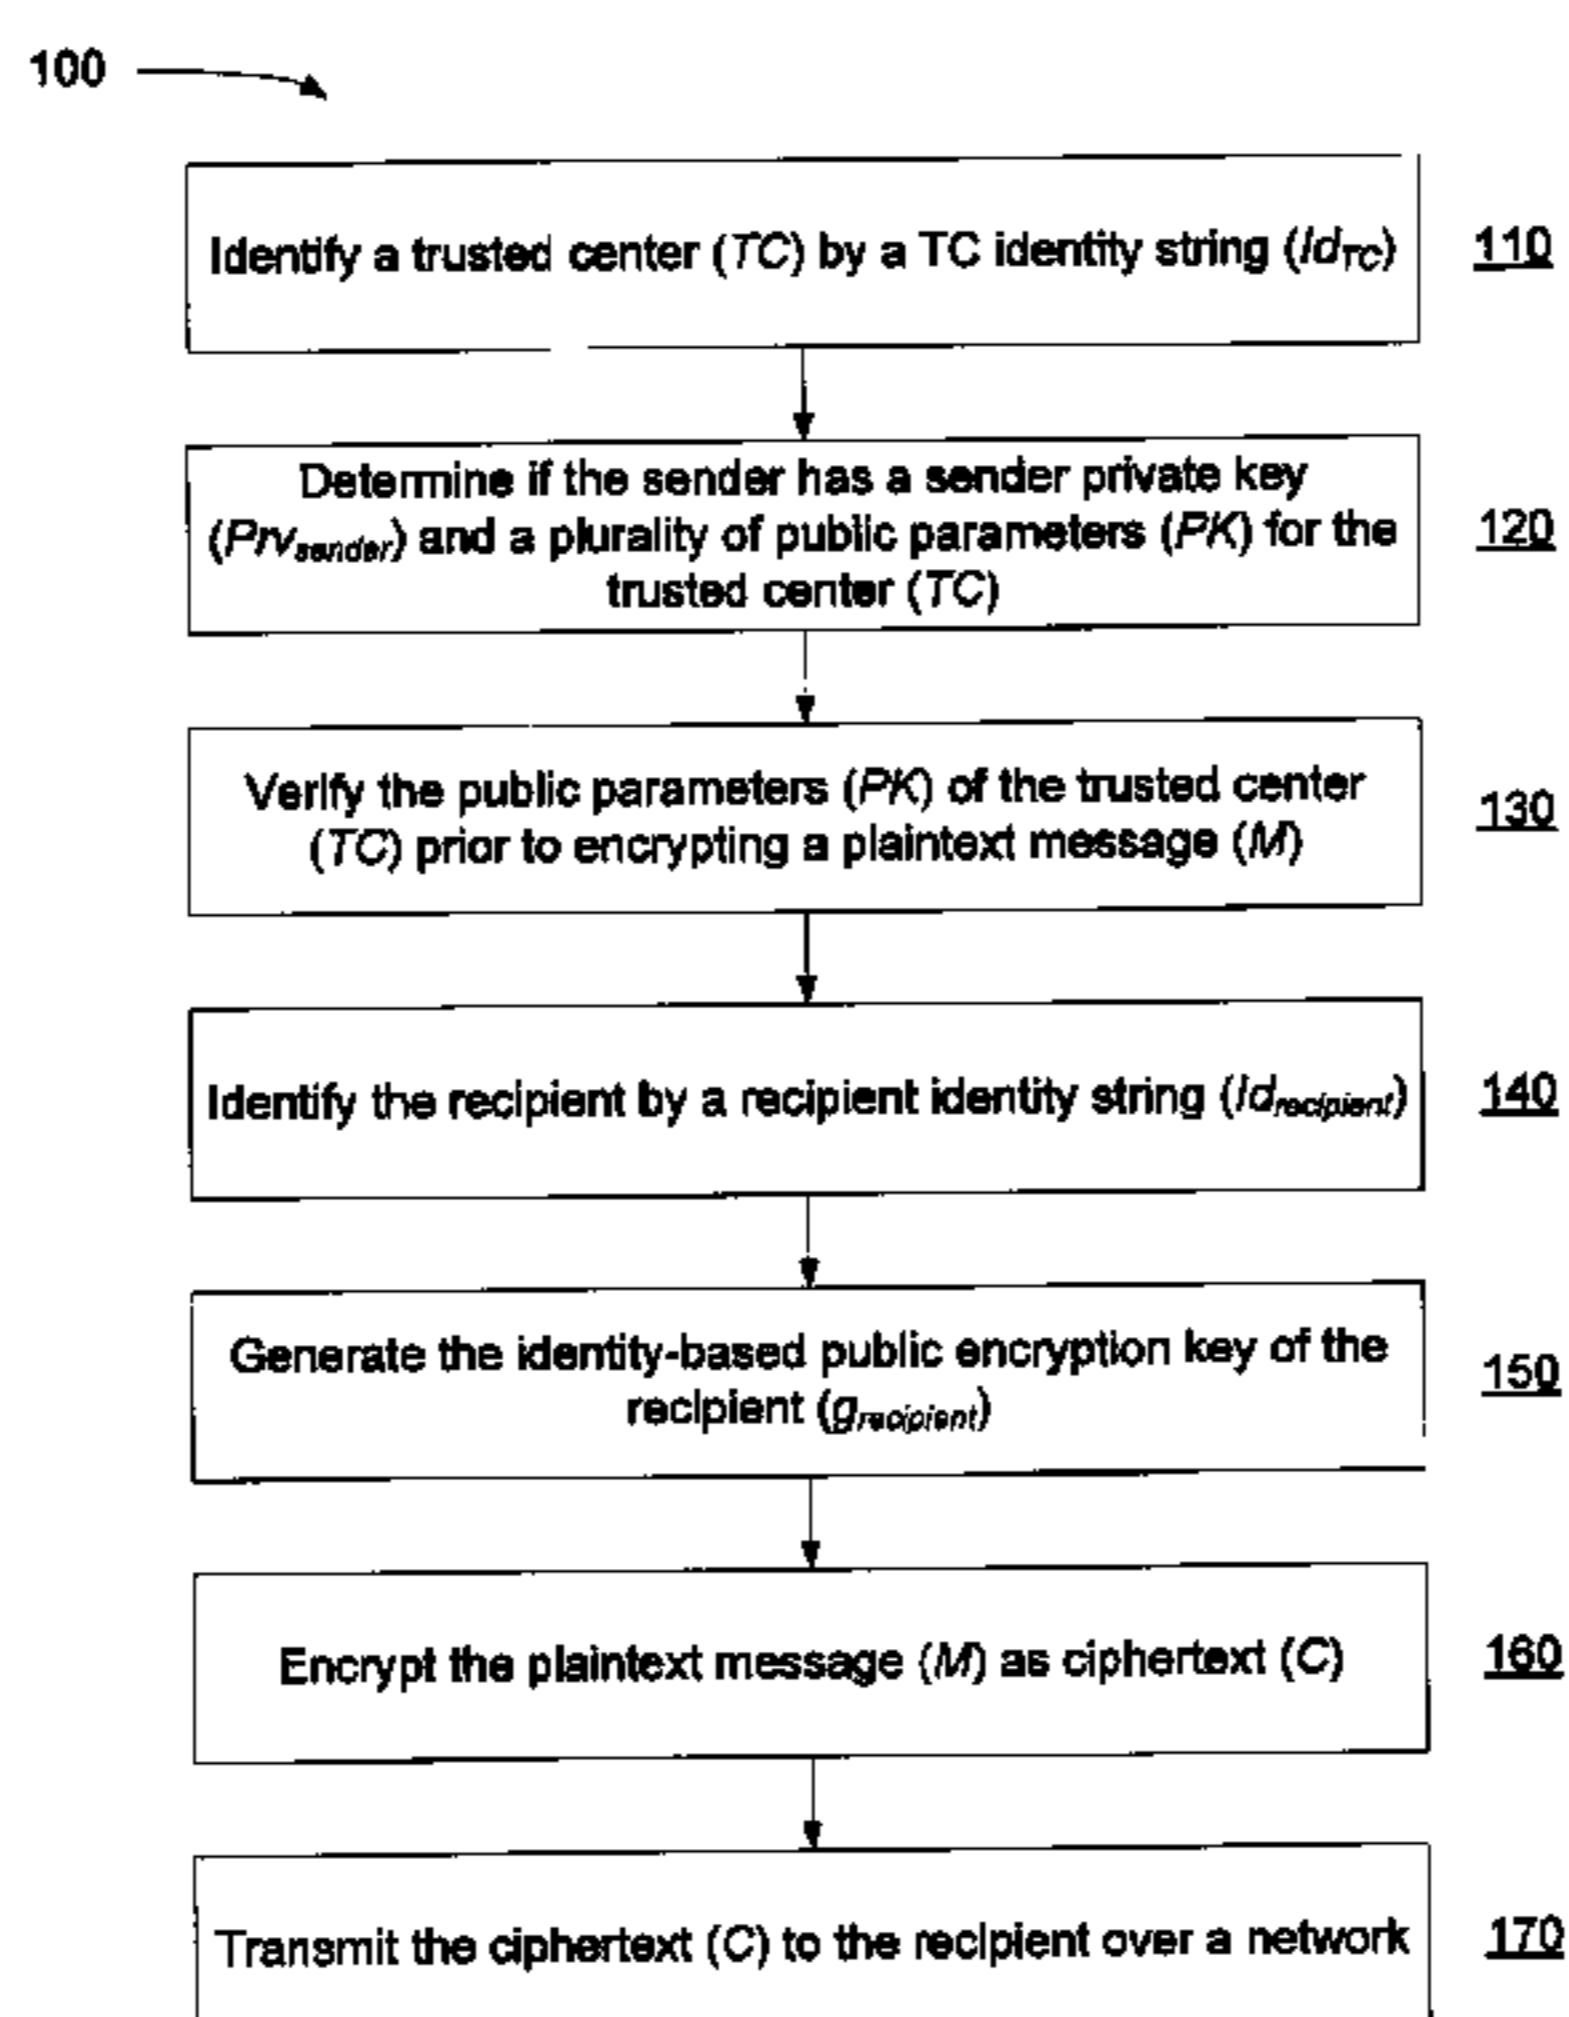 100
Identify a trusted center (TC) by a TC identity string (Id_TC)
110
Determine if the sender has a sender private key
(Prv_sender) and a plurality of public parameters (PK) for the
trusted center (TC)
120
Verify the public parameters (PK) of the trusted center
(TC) prior to encrypting a plaintext message (M)
130
Identify the recipient by a recipient identity string (Id_recipient)
140
Generate the identity-based public encryption key of the
recipient (g_recipient)
150
Encrypt the plaintext message (M) as ciphertext (C)
160
Transmit the ciphertext (C) to the recipient over a network
170